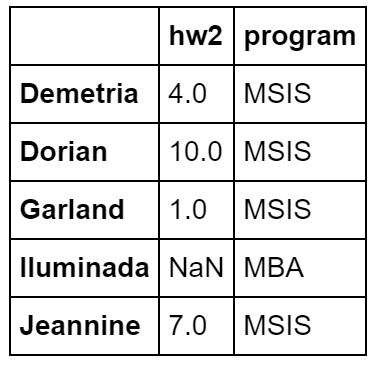 hw2 program
Demetria 4.0 MSIS
Dorian 10.0 MSIS
Garland 1.0 MSIS
Iluminada NaN MBA
Jeannine 7.0 MSIS